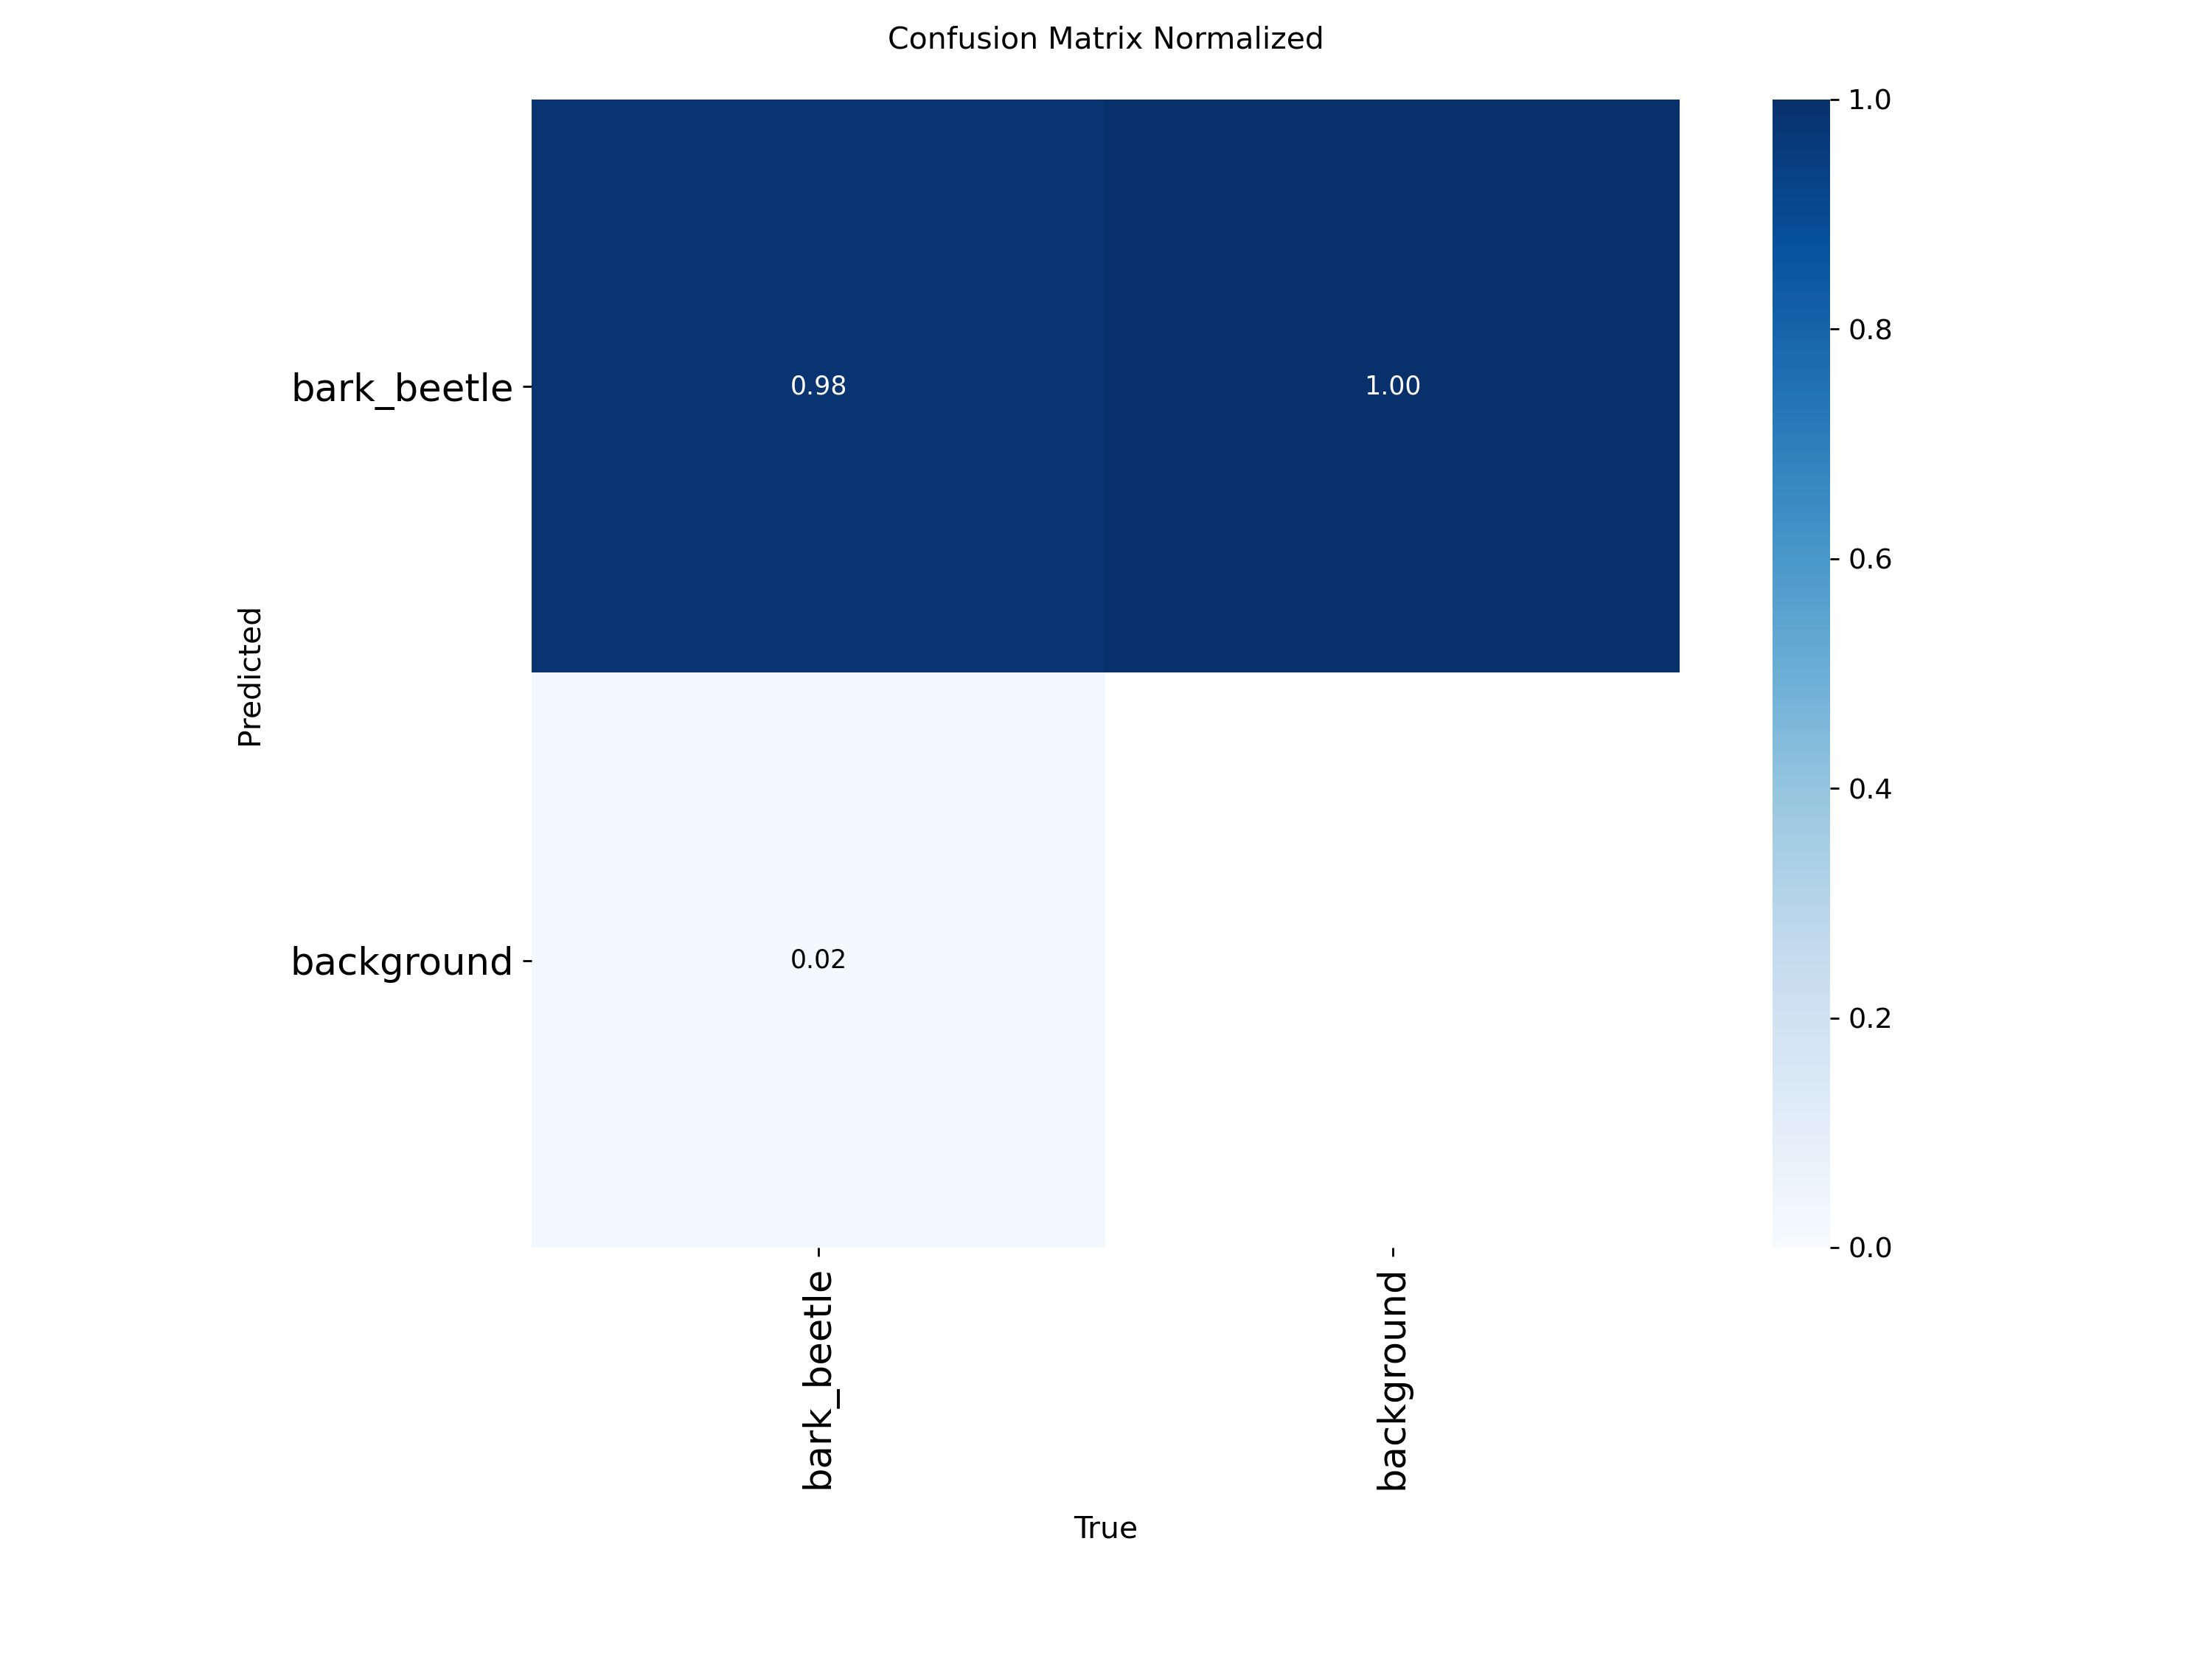 Confusion Matrix Normalized
1.0
0.8
0.6
0.4
0.2
0.0
Predicted
bark_beetle
background
0.98
1.00
0.02
bark_beetle
background
True